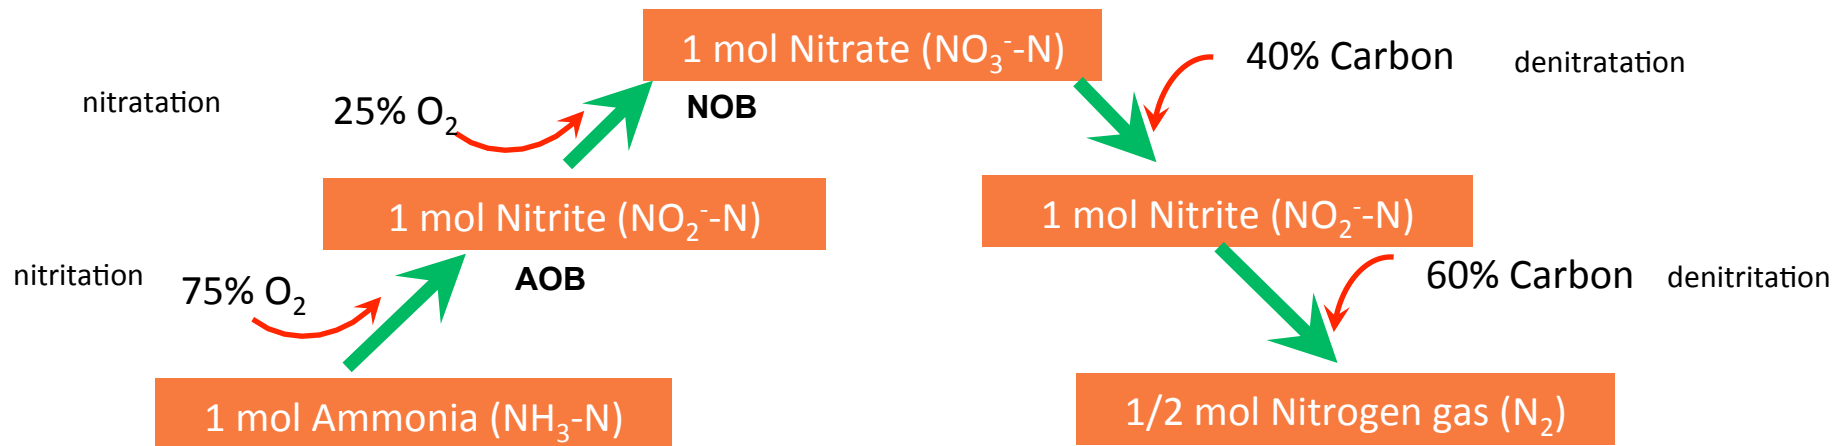 1 mol Nitrate (NO₃⁻-N)
40% Carbon
denitratation
nitratation
25% O₂
NOB
1 mol Nitrite (NO₂⁻-N)
1 mol Nitrite (NO₂⁻-N)
nitritation
75% O₂
AOB
60% Carbon
denitritation
1 mol Ammonia (NH₃-N)
1/2 mol Nitrogen gas (N₂)